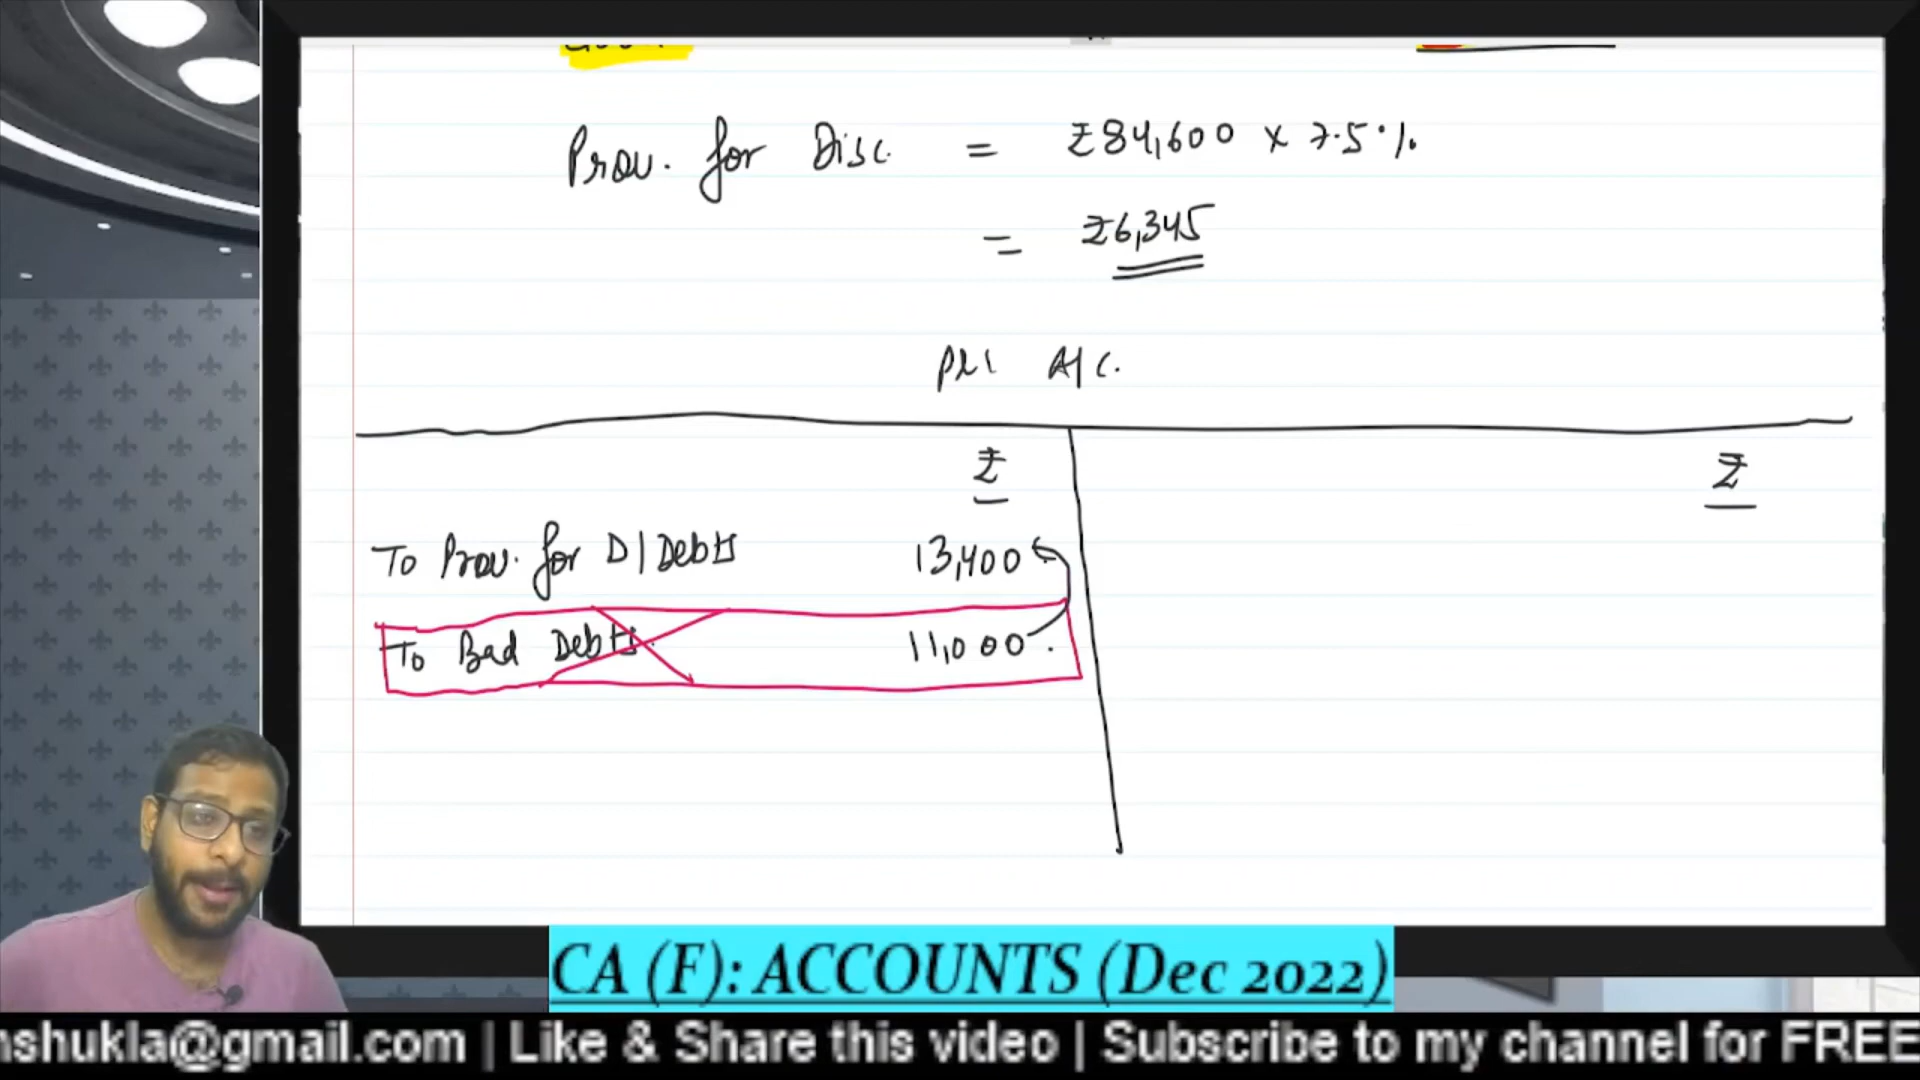 Prov. for Disc. = ₹84,600 x 7.5%
= ₹6,345
P&L A/C.
₹ ₹
To Prov. for D/Debts 13,400
To Bad Debts 11,000
CA (F): ACCOUNTS (Dec 2022)
nshukla@gmail.com | Like & Share this video | Subscribe to my channel for FREE